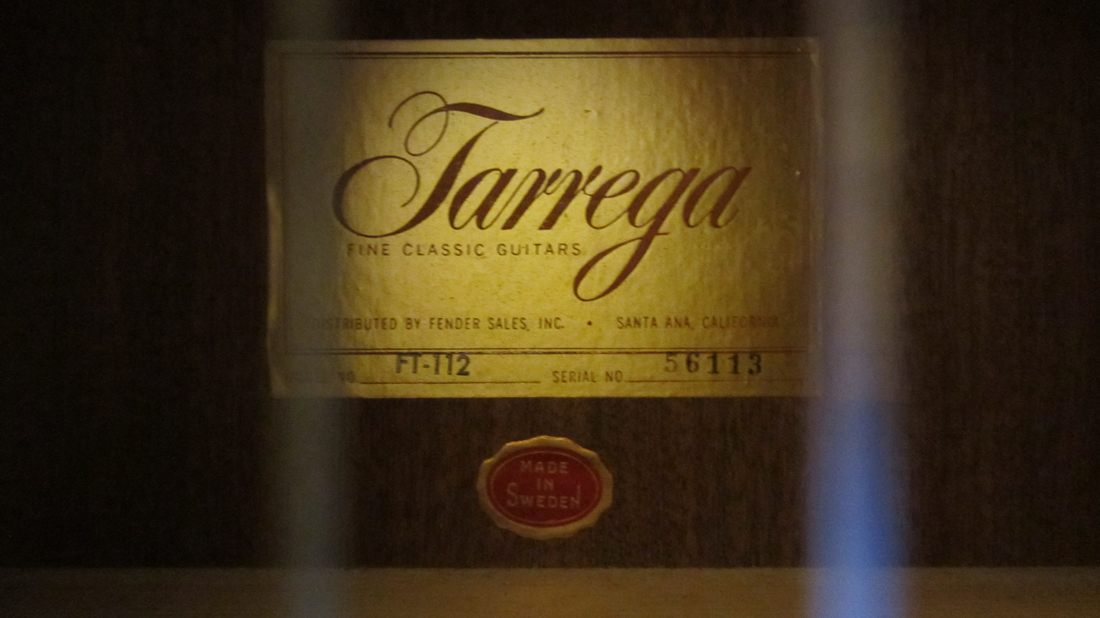 Tarrega
FINE CLASSIC GUITARS
DISTRIBUTED BY FENDER SALES, INC. • SANTA ANA, CALIFORNIA
NO. FT-112 SERIAL NO. 56113
MADE
IN
SWEDEN